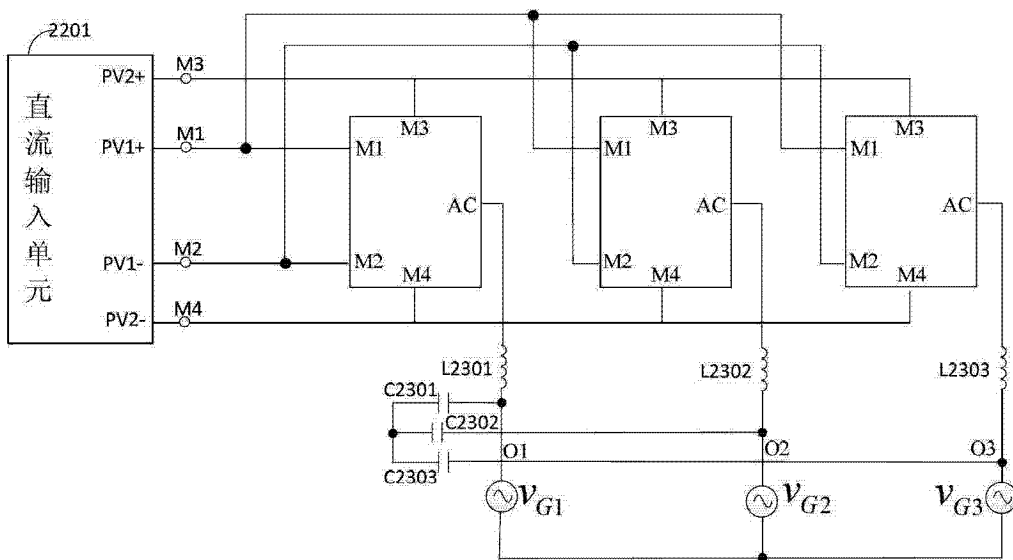 2201
直流输入单元
PV2+
M3
PV1+
M1
PV1-
M2
PV2-
M4
M3
M1
AC
M2
M4
M3
M1
AC
M2
M4
M3
M1
AC
M2
M4
L2301
L2302
L2303
C2301
C2302
C2303
O1
O2
O3
vG1
vG2
vG3